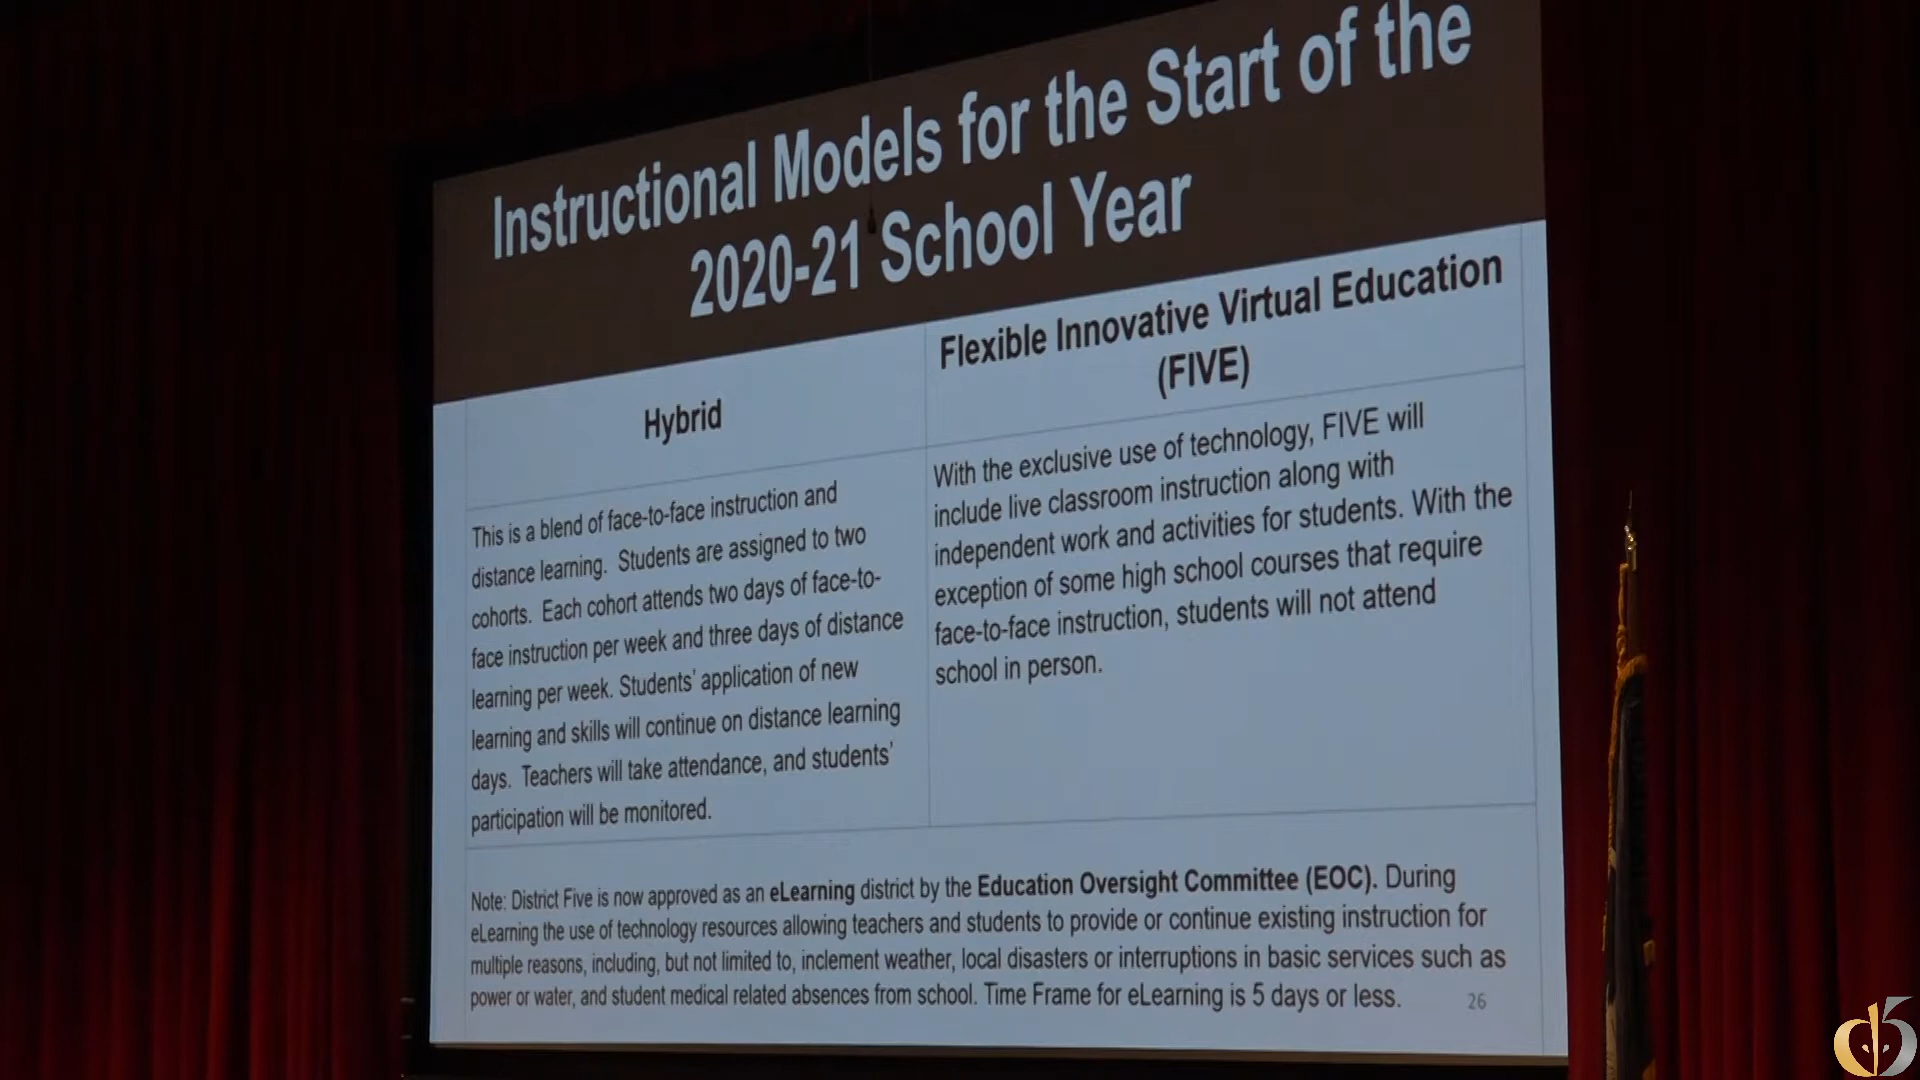 Instructional Models for the Start of the
2020-21 School Year
Hybrid
This is a blend of face-to-face instruction and
distance learning.  Students are assigned to two
cohorts.  Each cohort attends two days of face-to-
face instruction per week and three days of distance
learning per week. Students' application of new
learning and skills will continue on distance learning
days.  Teachers will take attendance, and students'
participation will be monitored.
Flexible Innovative Virtual Education
(FIVE)
With the exclusive use of technology, FIVE will
include live classroom instruction along with
independent work and activities for students. With the
exception of some high school courses that require
face-to-face instruction, students will not attend
school in person.
Note: District Five is now approved as an eLearning district by the Education Oversight Committee (EOC). During
eLearning the use of technology resources allowing teachers and students to provide or continue existing instruction for
multiple reasons, including, but not limited to, inclement weather, local disasters or interruptions in basic services such as
power or water, and student medical related absences from school. Time Frame for eLearning is 5 days or less.
26
d5